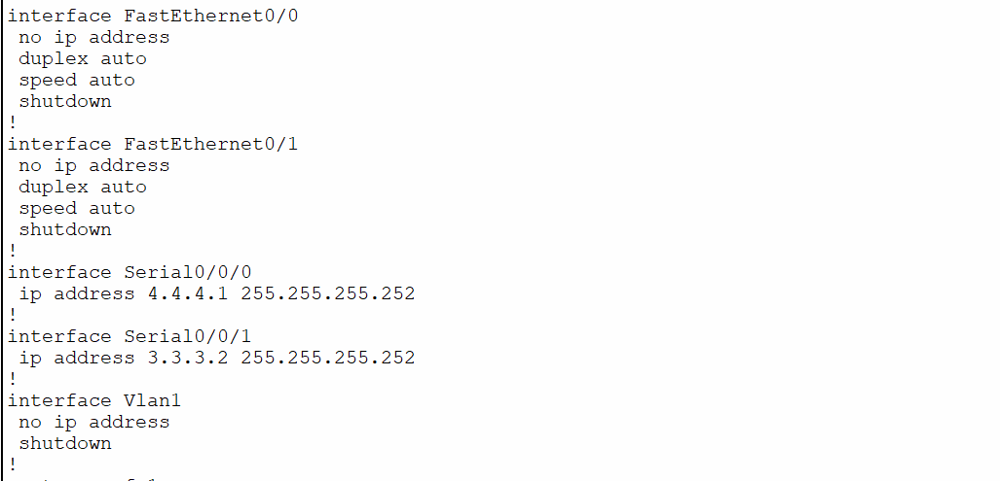 interface FastEthernet0/0
 no ip address
 duplex auto
 speed auto
 shutdown
!
interface FastEthernet0/1
 no ip address
 duplex auto
 speed auto
 shutdown
!
interface Serial0/0/0
 ip address 4.4.4.1 255.255.255.252
!
interface Serial0/0/1
 ip address 3.3.3.2 255.255.255.252
!
interface Vlan1
 no ip address
 shutdown
!